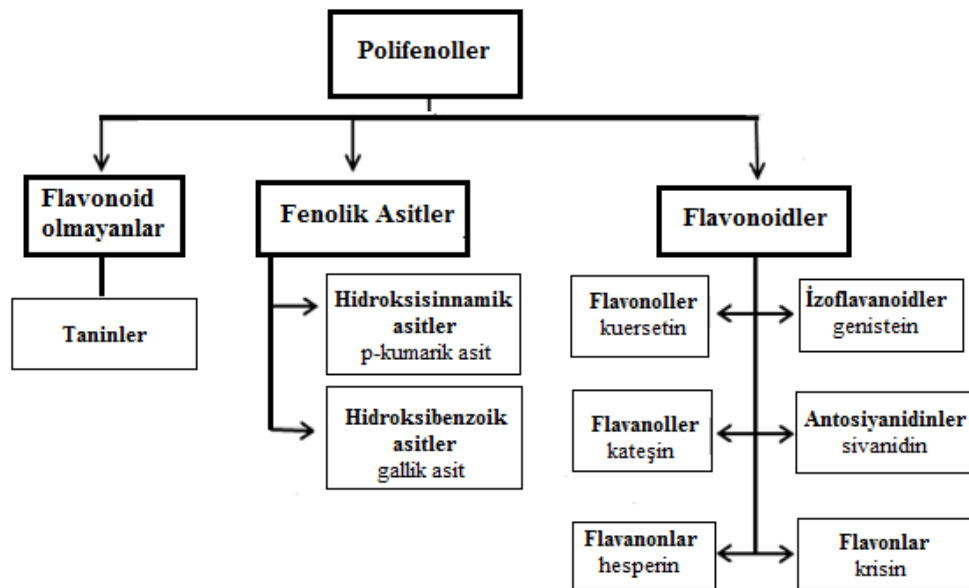 Polifenoller
Flavonoid
olmayanlar
Fenolik Asitler
Flavonoidler
Taninler
Hidroksisinnamik
asitler
p-kumarik asit
Hidroksibenzoik
asitler
gallik asit
Flavonoller
kuersetin
İzoflavanoidler
genistein
Flavanoller
kateşin
Antosiyanidinler
sivanidin
Flavanonlar
hesperin
Flavonlar
krisin